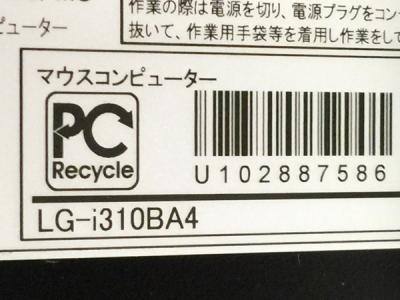 作業の際は電源を切り、電源プラグをコン
抜いて、作業用手袋等を着用し作業をして
ピューター
マウスコンピューター
PC
Recycle
U102887586
LG-i310BA4